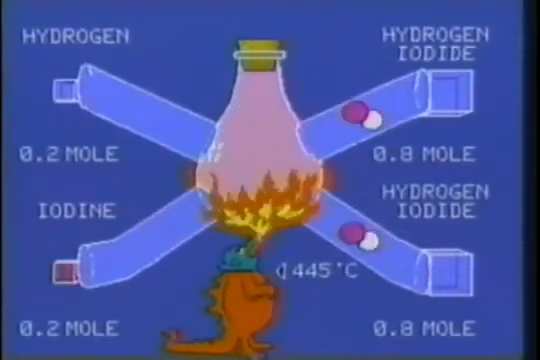 HYDROGEN
HYDROGEN
IODIDE
0.2 MOLE
0.8 MOLE
IODINE
HYDROGEN
IODIDE
445°C
0.2 MOLE
0.8 MOLE